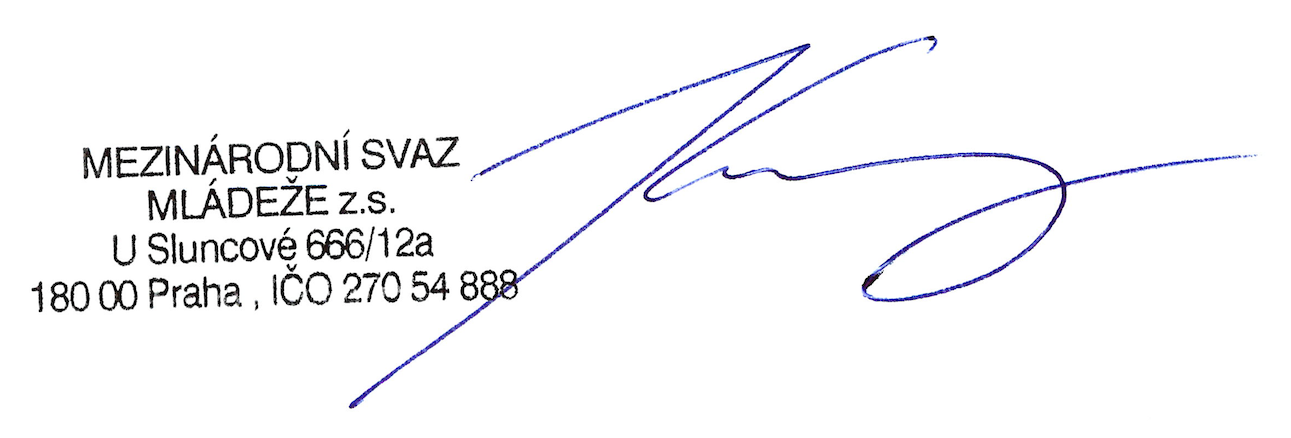 MEZINÁRODNÍ SVAZ
MLÁDEŽE z.s.
U Sluncové 666/12a
180 00 Praha , IČO 270 54 888